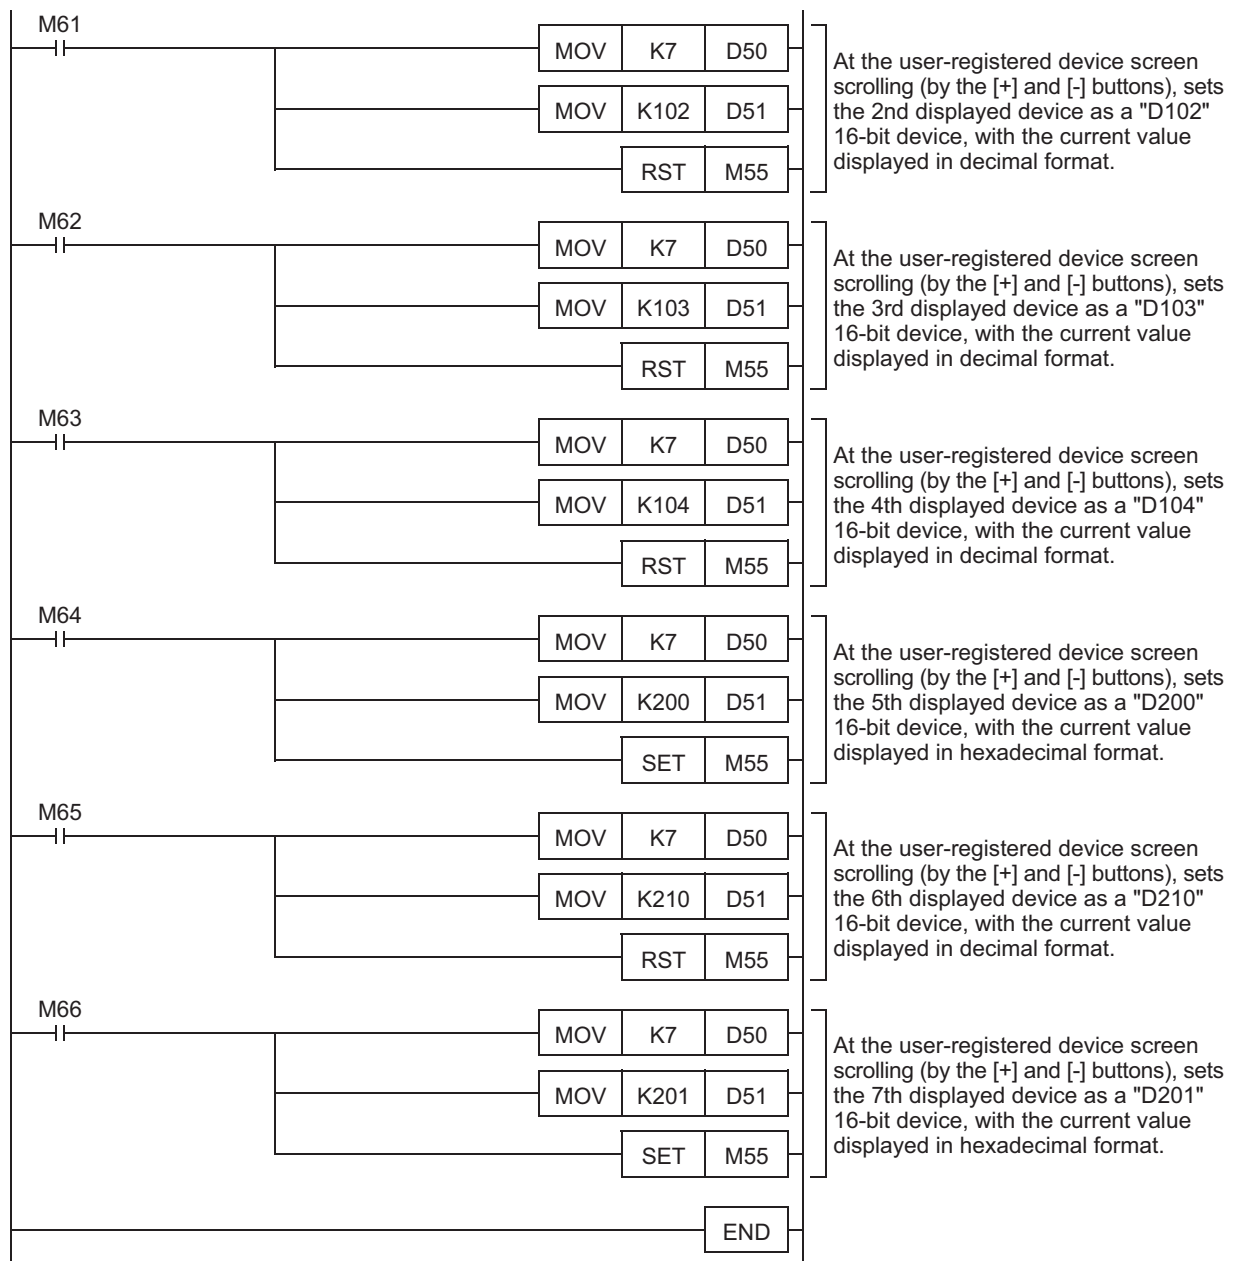 M61
MOV K7 D50
MOV K102 D51
RST M55
At the user-registered device screen
scrolling (by the [+] and [-] buttons), sets
the 2nd displayed device as a "D102"
16-bit device, with the current value
displayed in decimal format.
M62
MOV K7 D50
MOV K103 D51
RST M55
At the user-registered device screen
scrolling (by the [+] and [-] buttons), sets
the 3rd displayed device as a "D103"
16-bit device, with the current value
displayed in decimal format.
M63
MOV K7 D50
MOV K104 D51
RST M55
At the user-registered device screen
scrolling (by the [+] and [-] buttons), sets
the 4th displayed device as a "D104"
16-bit device, with the current value
displayed in decimal format.
M64
MOV K7 D50
MOV K200 D51
SET M55
At the user-registered device screen
scrolling (by the [+] and [-] buttons), sets
the 5th displayed device as a "D200"
16-bit device, with the current value
displayed in hexadecimal format.
M65
MOV K7 D50
MOV K210 D51
RST M55
At the user-registered device screen
scrolling (by the [+] and [-] buttons), sets
the 6th displayed device as a "D210"
16-bit device, with the current value
displayed in decimal format.
M66
MOV K7 D50
MOV K201 D51
SET M55
At the user-registered device screen
scrolling (by the [+] and [-] buttons), sets
the 7th displayed device as a "D201"
16-bit device, with the current value
displayed in hexadecimal format.
END